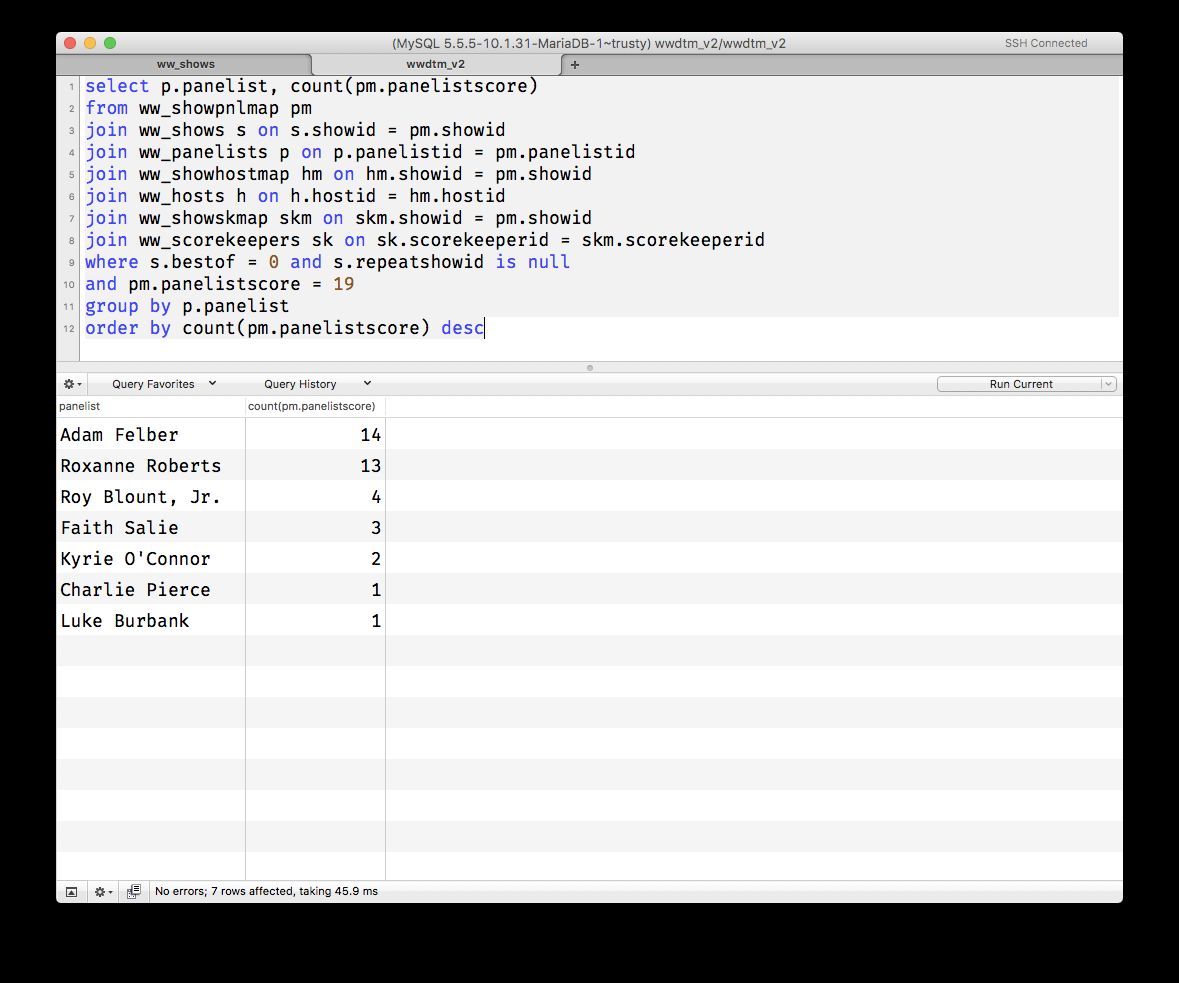 (MySQL 5.5.5-10.1.31-MariaDB-1~trusty) wwdtm_v2/wwdtm_v2 SSH Connected
ww_shows wwdtm_v2 +
1 select p.panelist, count(pm.panelistscore)
2 from ww_showpnlmap pm
3 join ww_shows s on s.showid = pm.showid
4 join ww_panelists p on p.panelistid = pm.panelistid
5 join ww_showhostmap hm on hm.showid = pm.showid
6 join ww_hosts h on h.hostid = hm.hostid
7 join ww_showskmap skm on skm.showid = pm.showid
8 join ww_scorekeepers sk on sk.scorekeeperid = skm.scorekeeperid
9 where s.bestof = 0 and s.repeatshowid is null
10 and pm.panelistscore = 19
11 group by p.panelist
12 order by count(pm.panelistscore) desc
Query Favorites Query History Run Current
panelist count(pm.panelistscore)
Adam Felber 14
Roxanne Roberts 13
Roy Blount, Jr. 4
Faith Salie 3
Kyrie O'Connor 2
Charlie Pierce 1
Luke Burbank 1
No errors; 7 rows affected, taking 45.9 ms